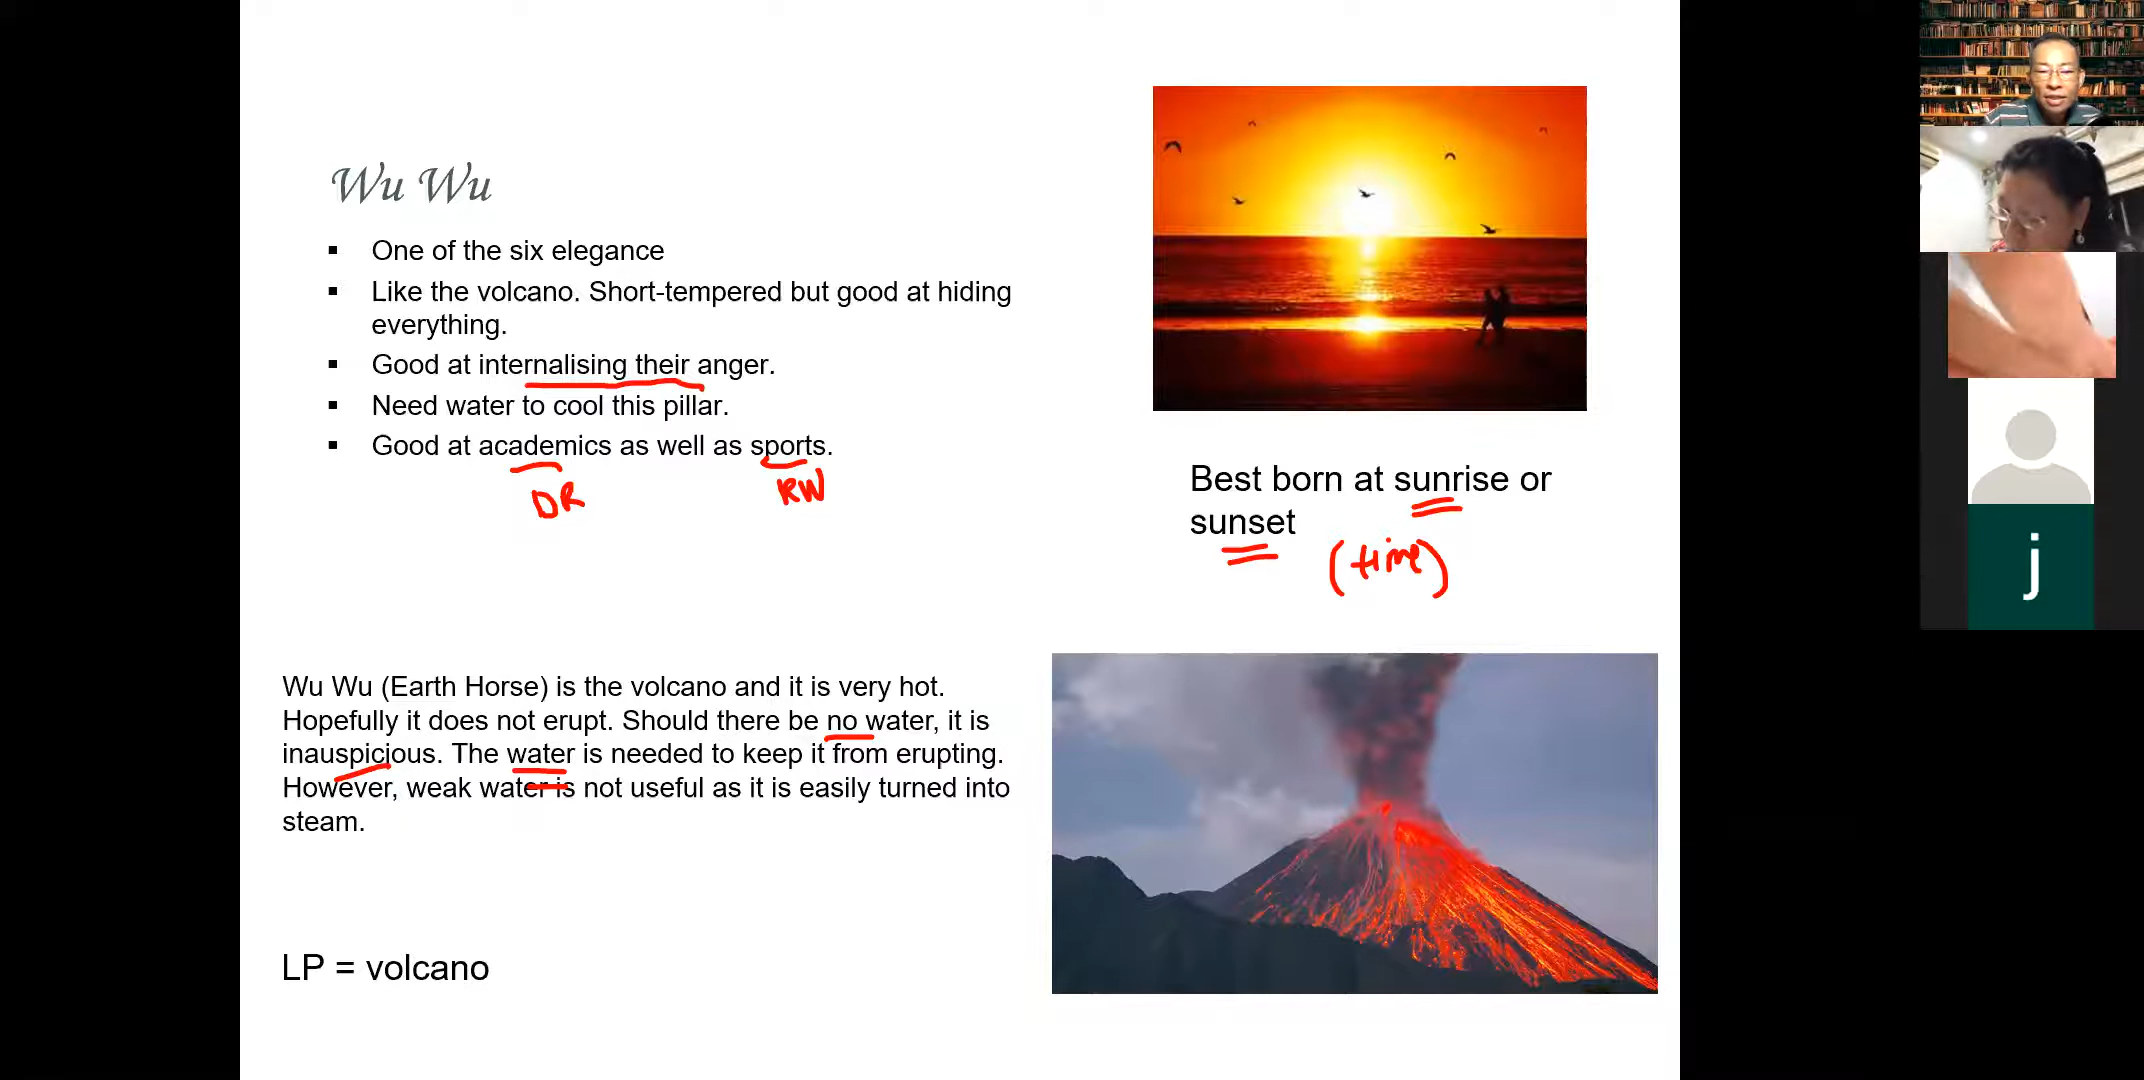 Wu Wu
▪ One of the six elegance
▪ Like the volcano. Short-tempered but good at hiding
everything.
▪ Good at internalising their anger.
▪ Need water to cool this pillar.
▪ Good at academics as well as sports.
DR RW
Best born at sunrise or
sunset
(time)
Wu Wu (Earth Horse) is the volcano and it is very hot.
Hopefully it does not erupt. Should there be no water, it is
inauspicious. The water is needed to keep it from erupting.
However, weak water is not useful as it is easily turned into
steam.
LP = volcano
j